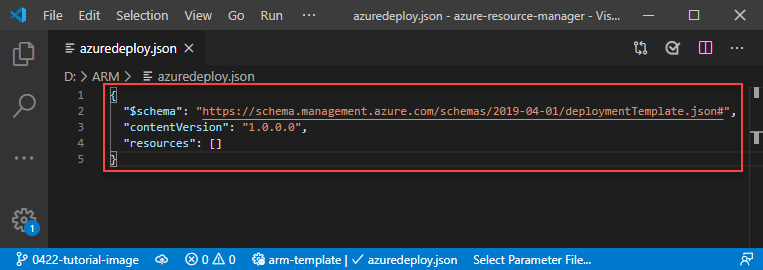 File Edit Selection View ··· azuredeploy.json - azure-resource-manager - Vis...
azuredeploy.json
D: > ARM > azuredeploy.json
1 {
2 "$schema": "https://schema.management.azure.com/schemas/2019-04-01/deploymentTemplate.json#",
3 "contentVersion": "1.0.0.0",
4 "resources": []
5 }
1
0422-tutorial-image 0 0 arm-template | ✓ azuredeploy.json Select Parameter File...